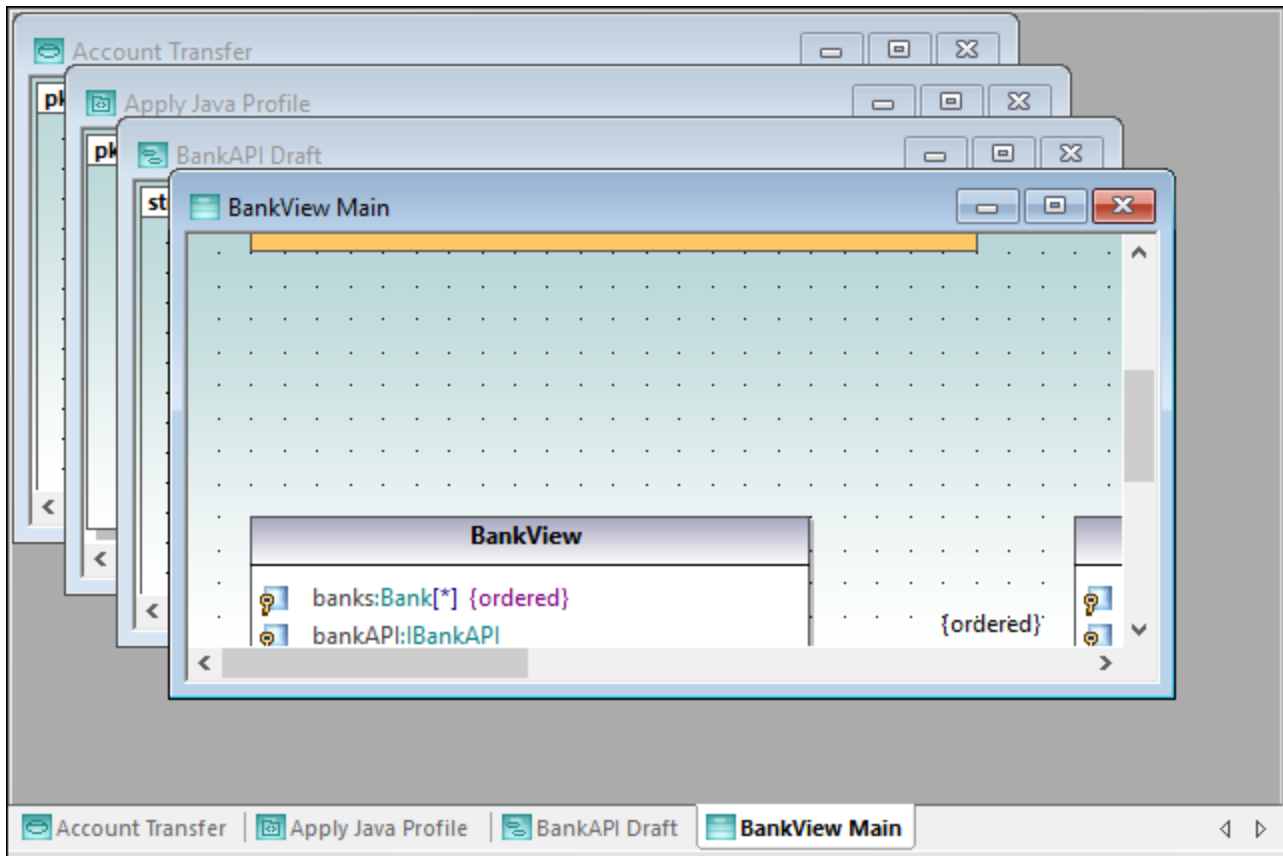 Account Transfer
Apply Java Profile
BankAPI Draft
BankView Main
BankView
banks:Bank[*] {ordered}
bankAPI:IBankAPI
{ordered}
Account Transfer
Apply Java Profile
BankAPI Draft
BankView Main